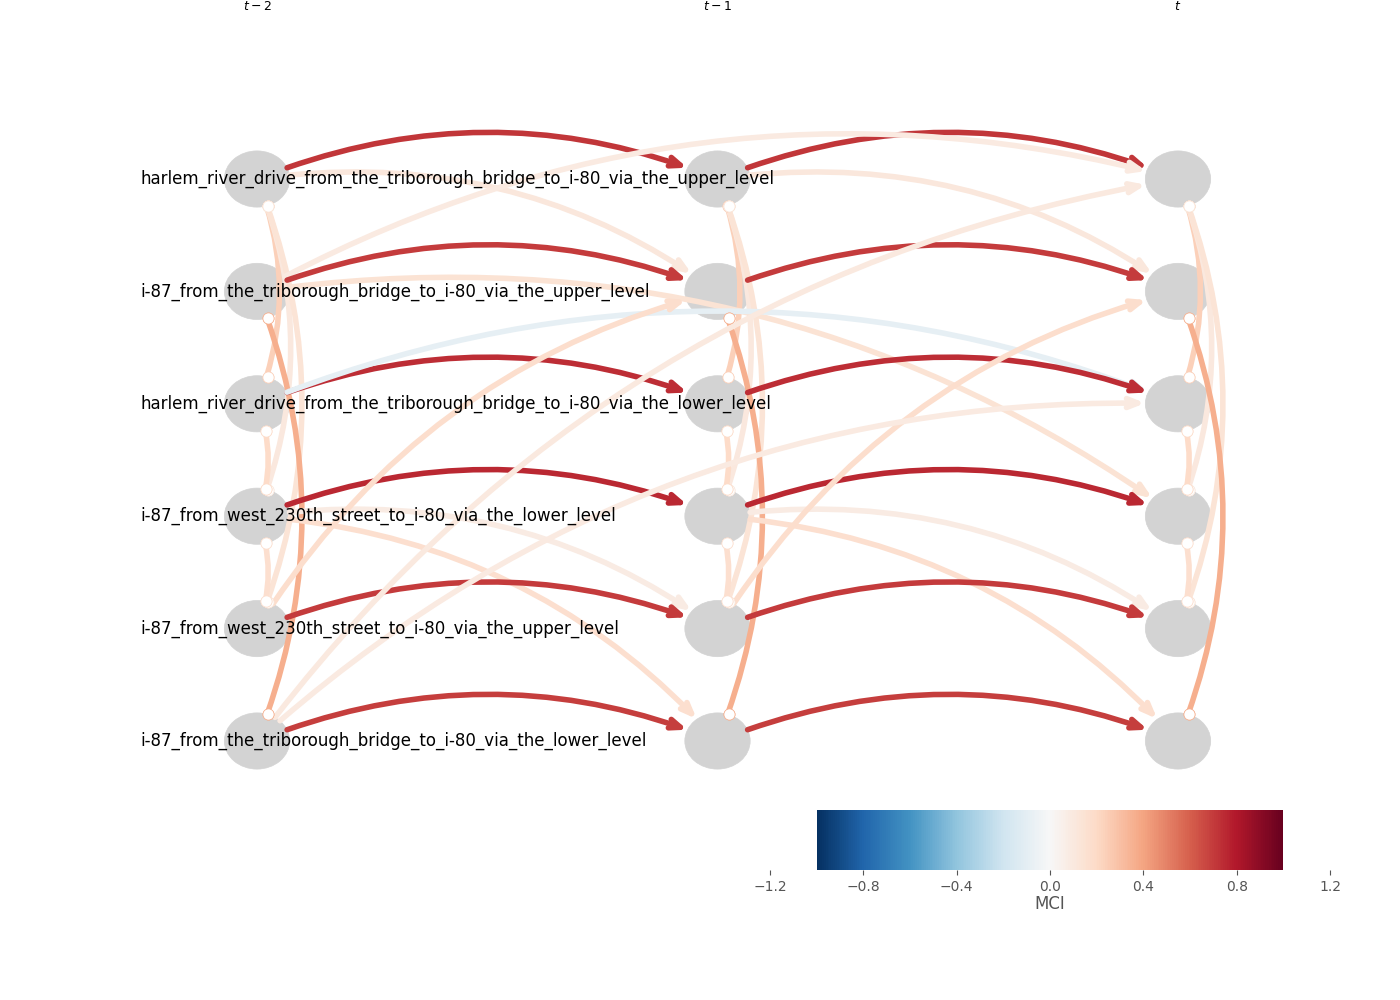 t − 2 t − 1 t
harlem_river_drive_from_the_triborough_bridge_to_i-80_via_the_upper_level
i-87_from_the_triborough_bridge_to_i-80_via_the_upper_level
harlem_river_drive_from_the_triborough_bridge_to_i-80_via_the_lower_level
i-87_from_west_230th_street_to_i-80_via_the_lower_level
i-87_from_west_230th_street_to_i-80_via_the_upper_level
i-87_from_the_triborough_bridge_to_i-80_via_the_lower_level
−1.2 −0.8 −0.4 0.0 0.4 0.8 1.2
MCI